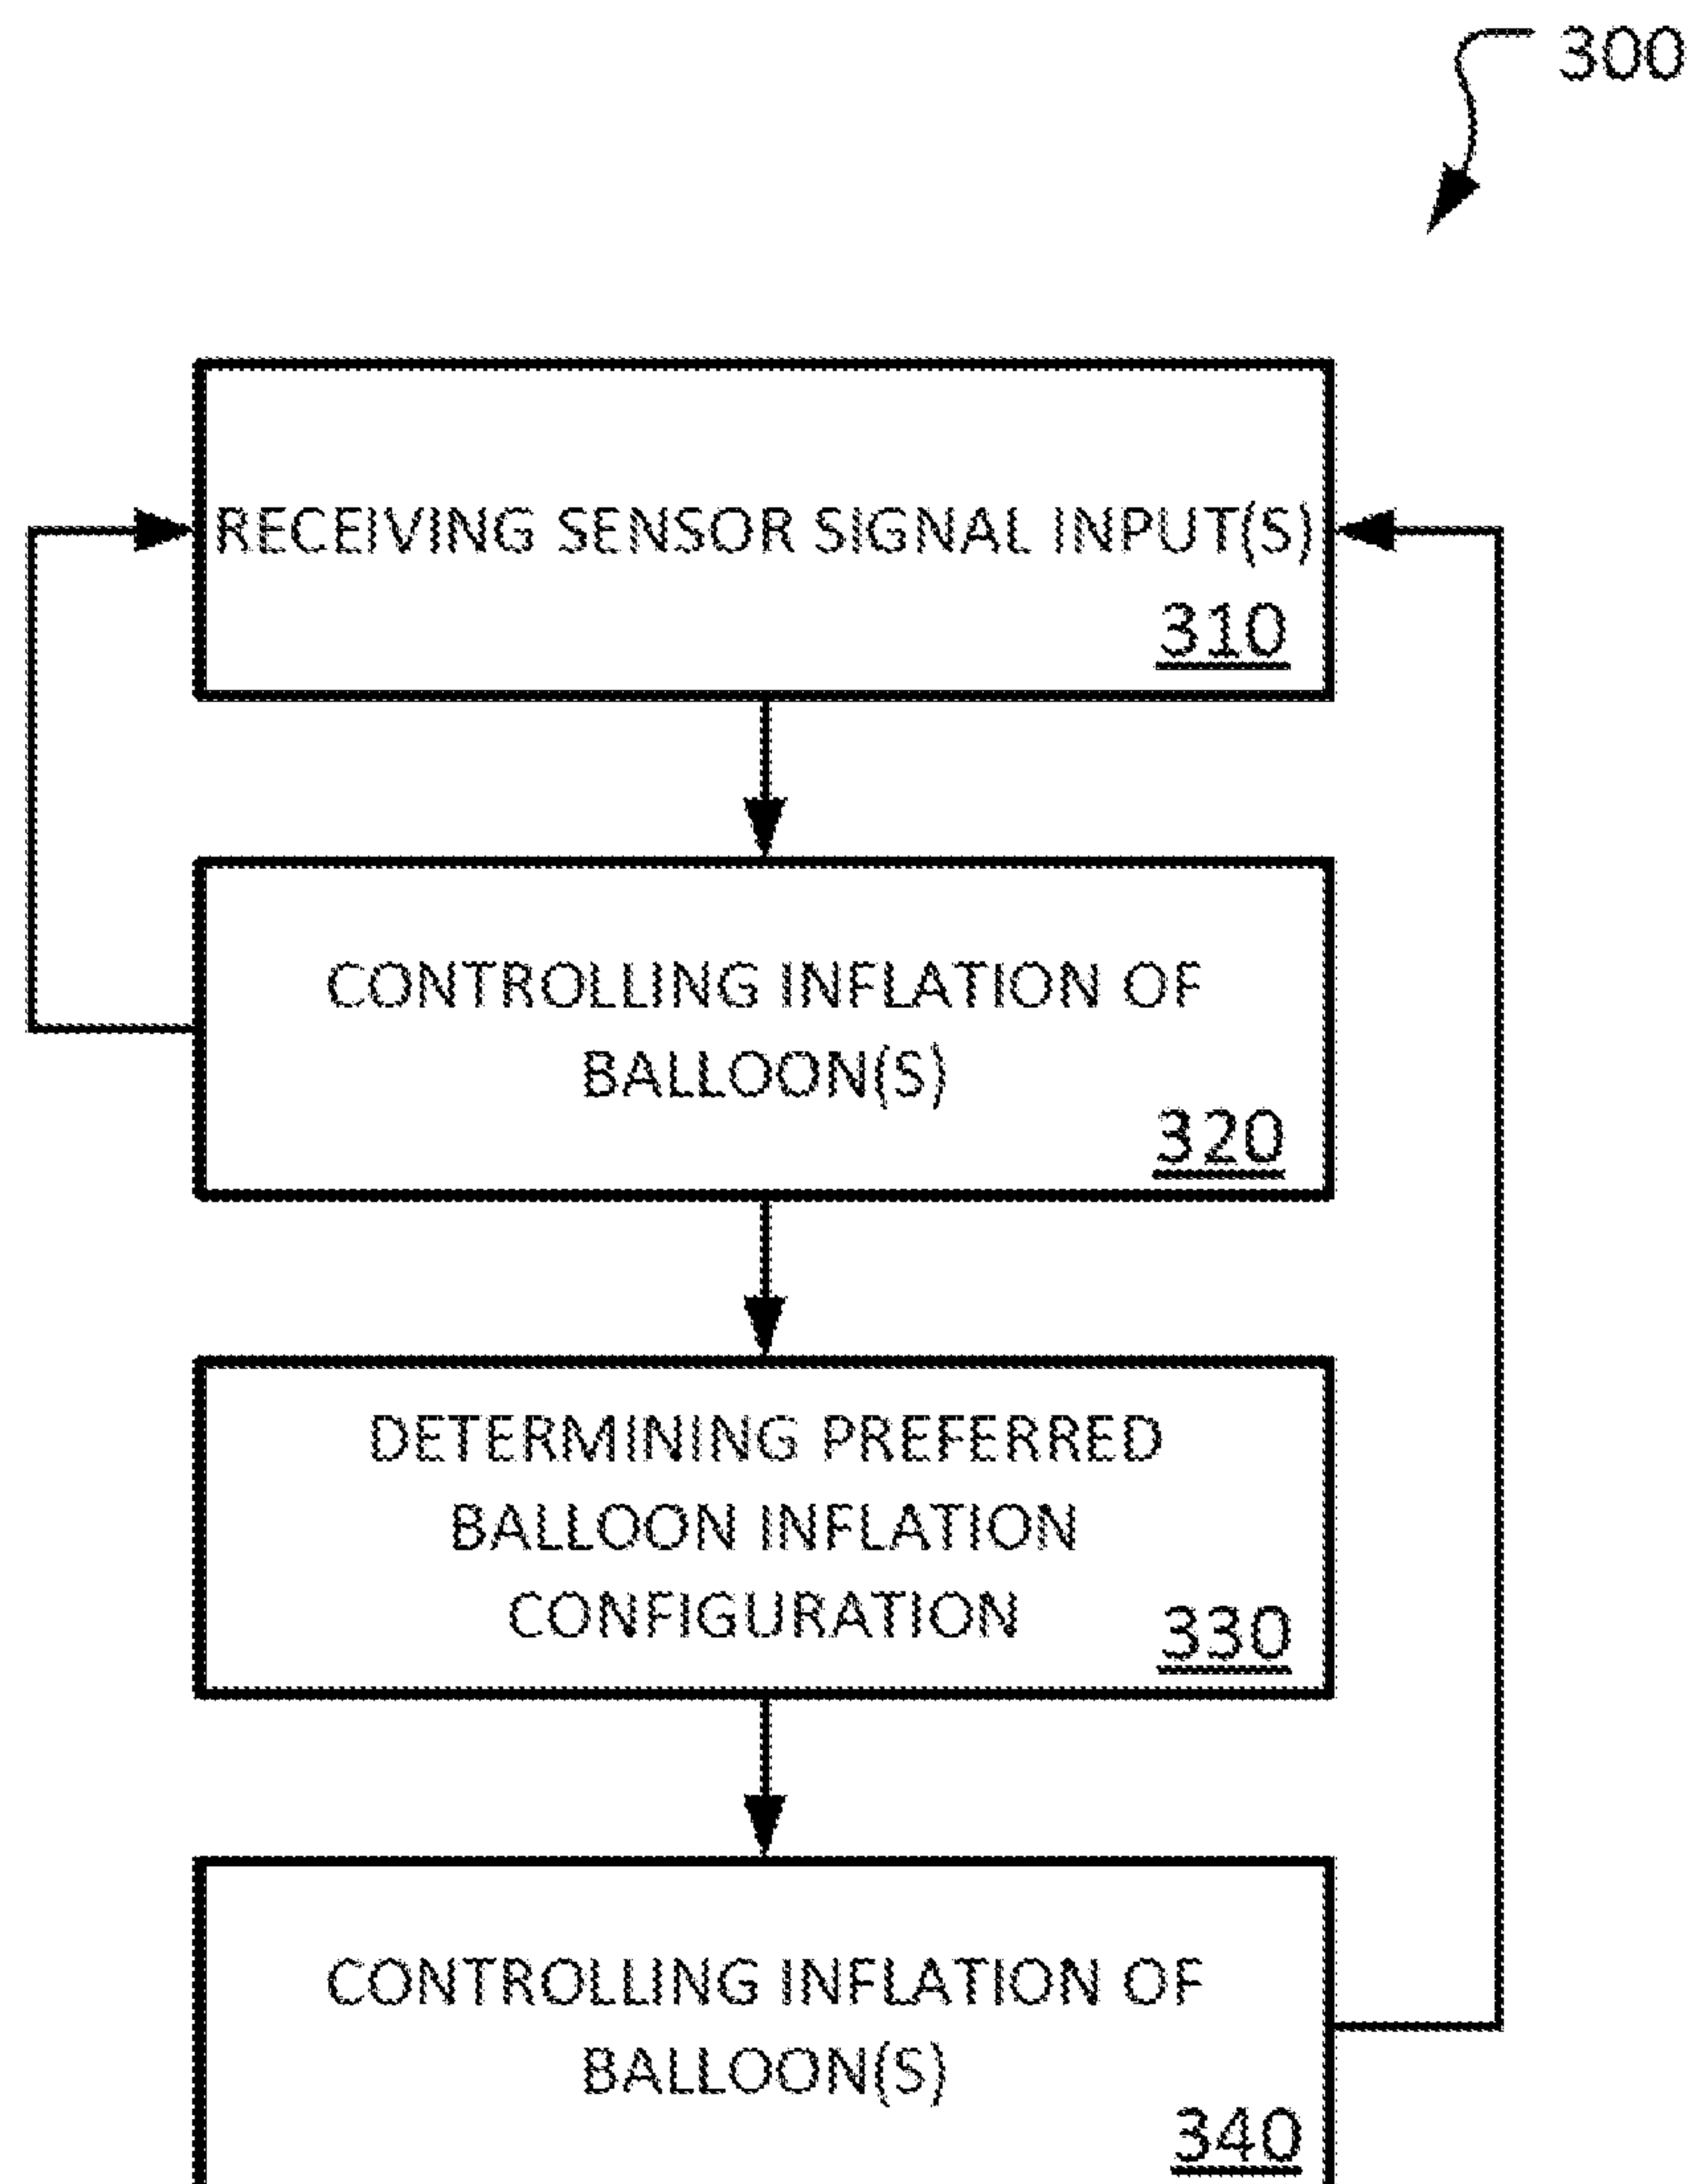 300
RECEIVING SENSOR SIGNAL INPUT(S)
310
CONTROLLING INFLATION OF
BALLOON(S)
320
DETERMINING PREFERRED
BALLOON INFLATION
CONFIGURATION
330
CONTROLLING INFLATION OF
BALLOON(S)
340